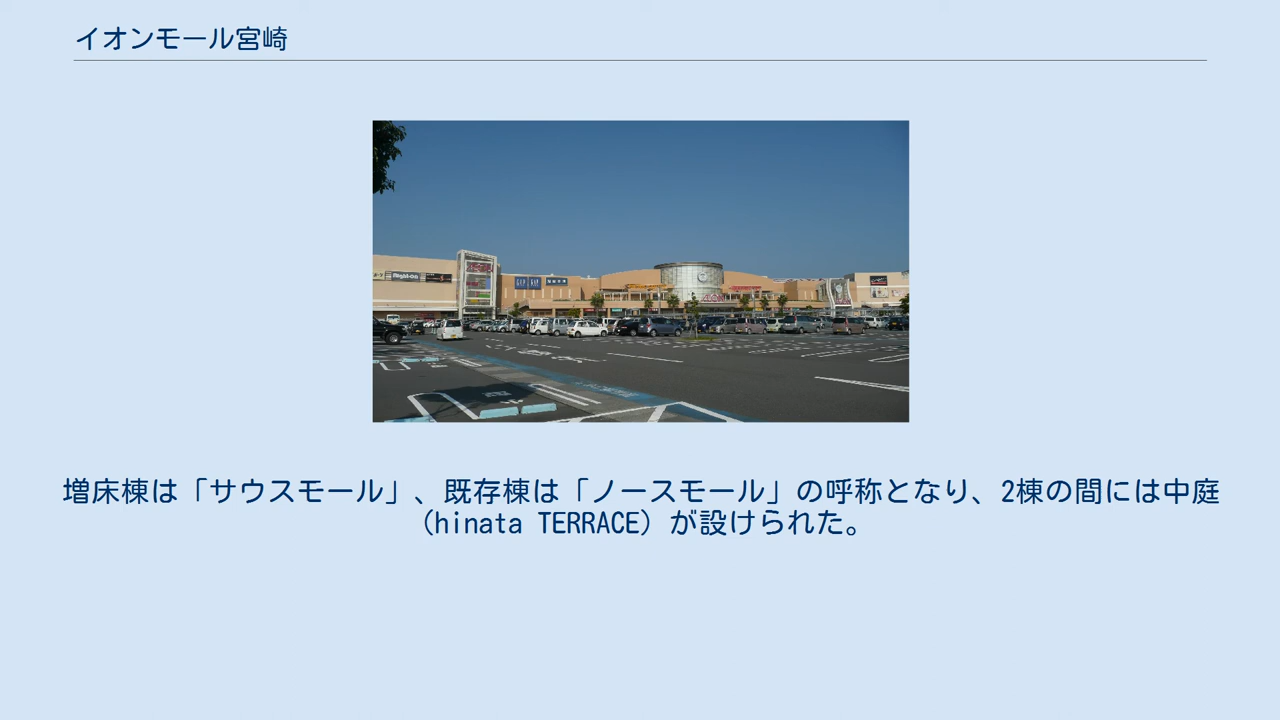 イオンモール宮崎
Right-on
GAP GAP
増床棟は「サウスモール」、既存棟は「ノースモール」の呼称となり、2棟の間には中庭
(hinata TERRACE) が設けられた。